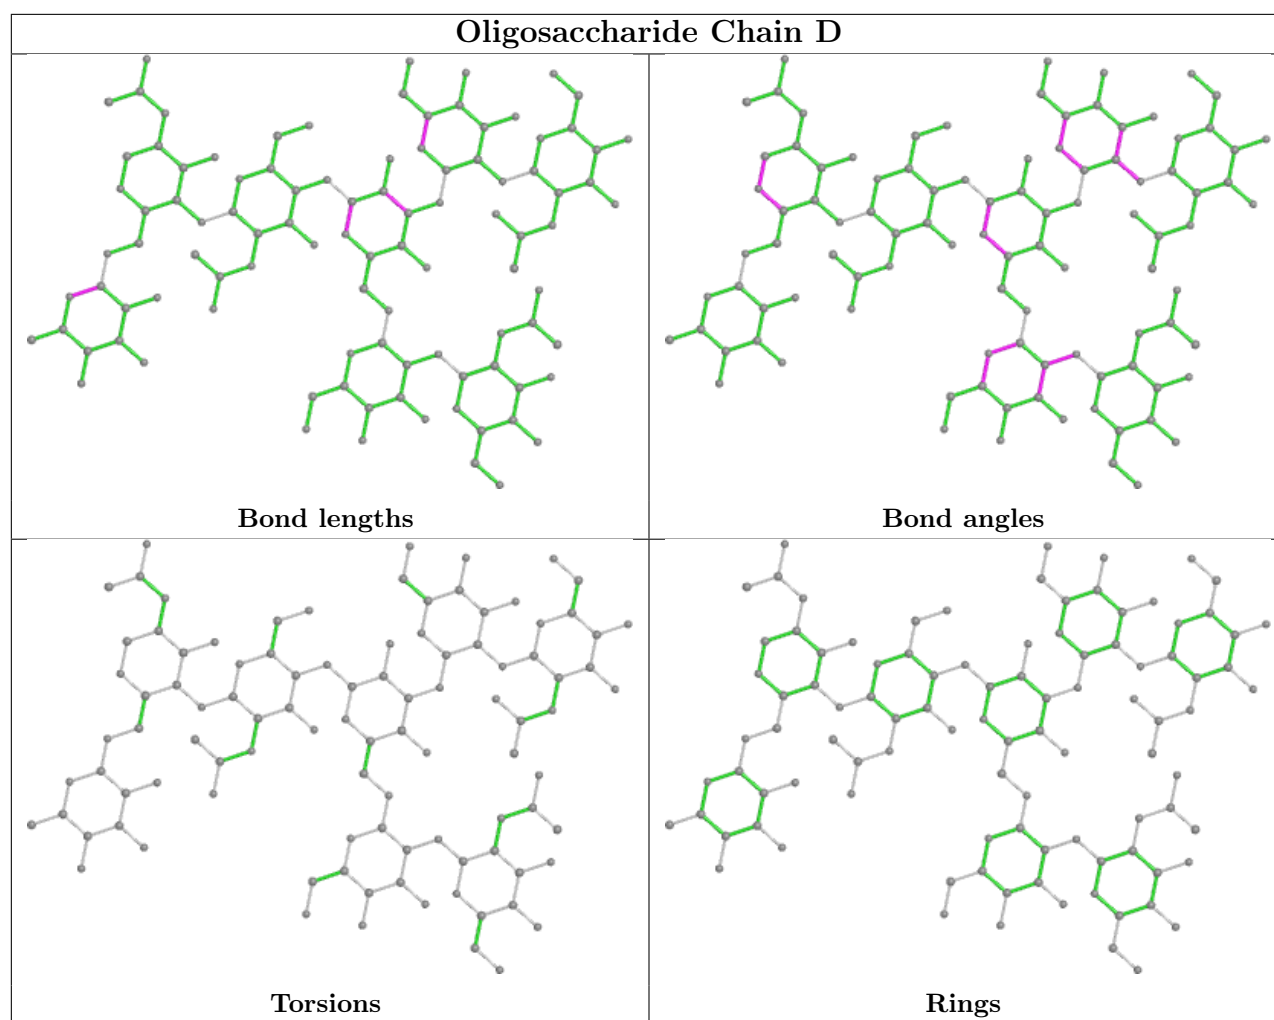 Oligosaccharide Chain D
Bond lengths
Bond angles
Torsions
Rings